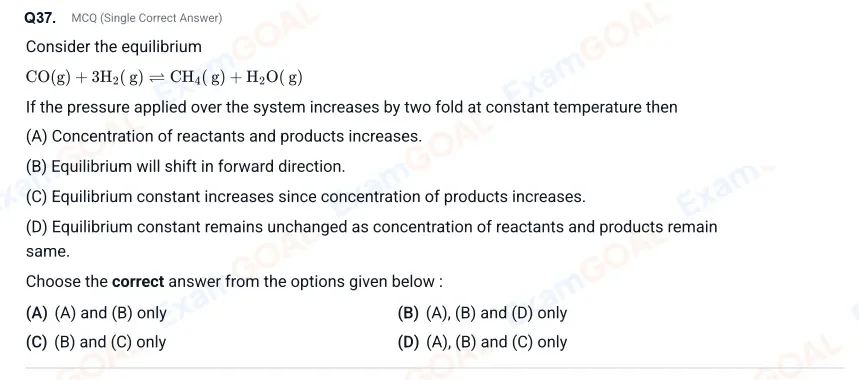 Q37. MCQ (Single Correct Answer)
Consider the equilibrium
CO(g) + 3H₂( g) ⇌ CH₄( g) + H₂O( g)
If the pressure applied over the system increases by two fold at constant temperature then
(A) Concentration of reactants and products increases.
(B) Equilibrium will shift in forward direction.
(C) Equilibrium constant increases since concentration of products increases.
(D) Equilibrium constant remains unchanged as concentration of reactants and products remain
same.
Choose the correct answer from the options given below :
(A) (A) and (B) only
(B) (A), (B) and (D) only
(C) (B) and (C) only
(D) (A), (B) and (C) only
ExamGOAL